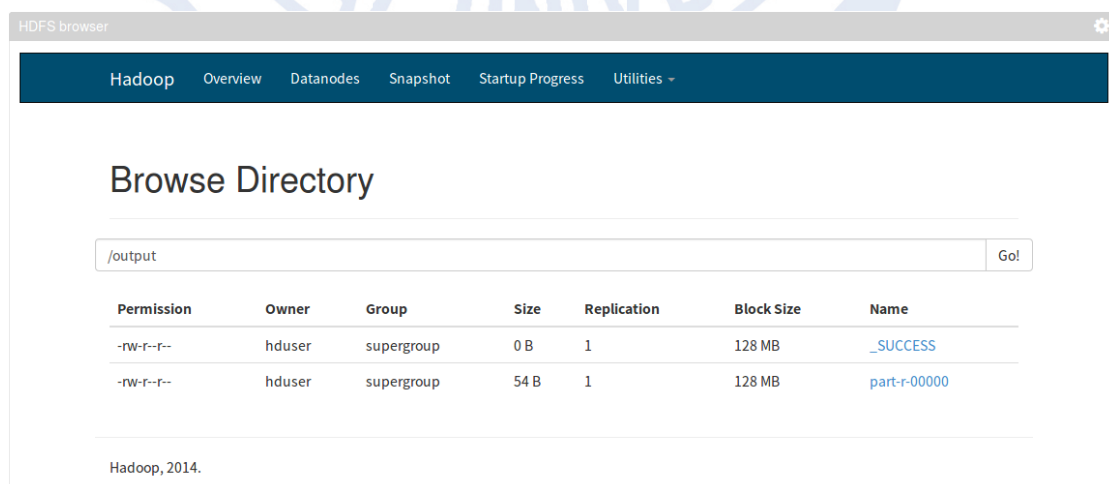 HDFS browser
Hadoop Overview Datanodes Snapshot Startup Progress Utilities
Browse Directory
/output Go!
Permission Owner Group Size Replication Block Size Name
-rw-r--r-- hduser supergroup 0 B 1 128 MB _SUCCESS
-rw-r--r-- hduser supergroup 54 B 1 128 MB part-r-00000
Hadoop, 2014.